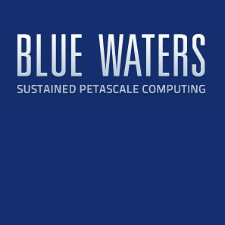 BLUE WATERS
SUSTAINED PETASCALE COMPUTING